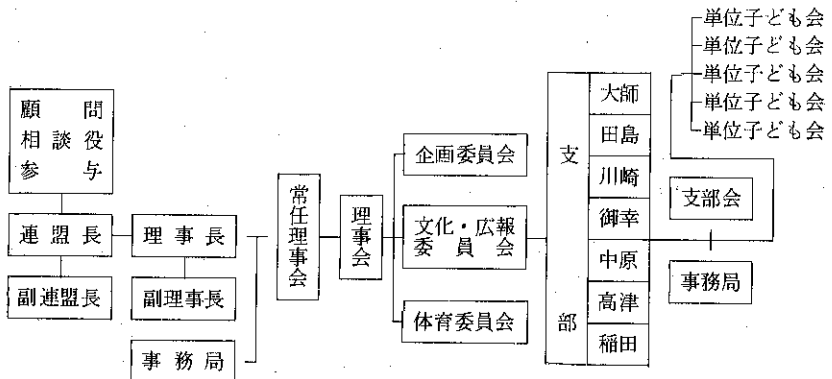 顧問
相談役
参与
連盟長
副連盟長
理事長
副理事長
事務局
常任理事会
理事会
企画委員会
文化・広報
委員会
体育委員会
支部
大師
田島
川崎
御幸
中原
高津
稲田
単位子ども会
単位子ども会
単位子ども会
単位子ども会
単位子ども会
支部会
事務局